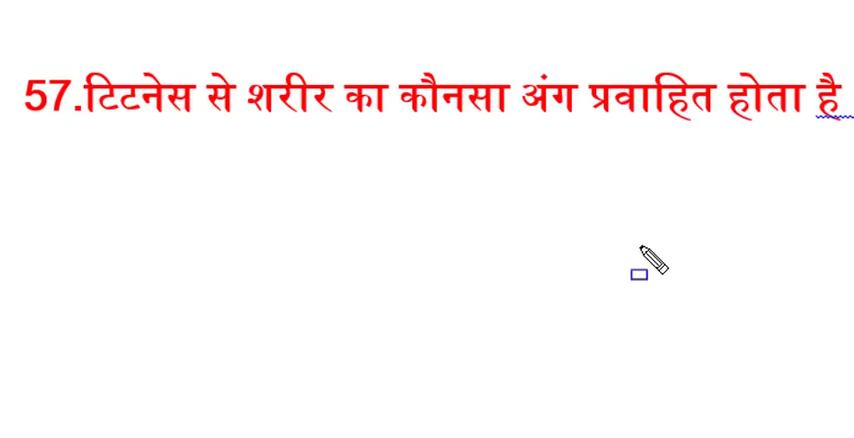 57.टिटनेस से शरीर का कौनसा अंग प्रवाहित होता है